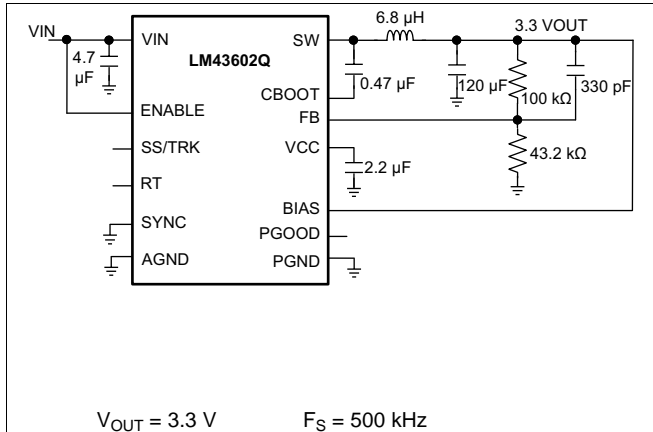 VIN
VIN
LM43602Q
SW
6.8 µH
3.3 VOUT
4.7
µF
0.47 µF
120 µF
100 kΩ
330 pF
CBOOT
ENABLE
FB
SS/TRK
VCC
43.2 kΩ
2.2 µF
RT
BIAS
SYNC
PGOOD
AGND
PGND
VOUT = 3.3 V FS = 500 kHz